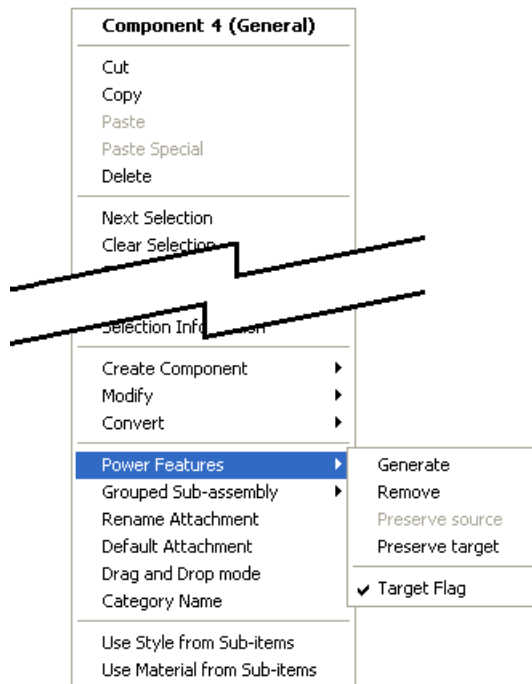 Component 4 (General)
Cut
Copy
Paste
Paste Special
Delete
Next Selection
Clear Selection
Selection Information
Create Component
Modify
Convert
Power Features
Grouped Sub-assembly
Rename Attachment
Default Attachment
Drag and Drop mode
Category Name
Use Style from Sub-items
Use Material from Sub-items
Generate
Remove
Preserve source
Preserve target
Target Flag